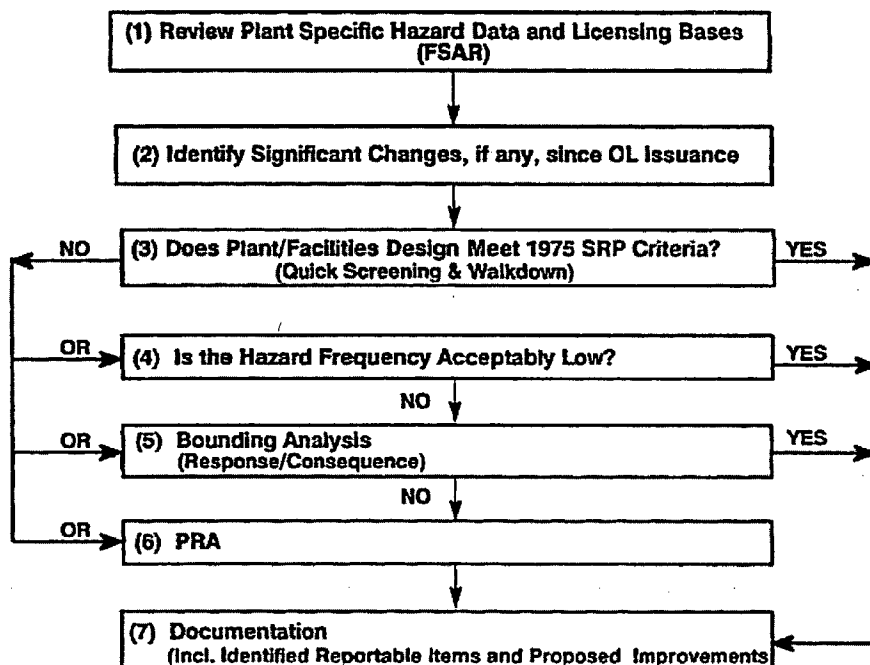 (1) Review Plant Specific Hazard Data and Licensing Bases
(FSAR)
(2) Identify Significant Changes, if any, since OL Issuance
NO
(3) Does Plant/Facilities Design Meet 1975 SRP Criteria?
(Quick Screening & Walkdown)
YES
OR
(4) Is the Hazard Frequency Acceptably Low?
YES
NO
OR
(5) Bounding Analysis
(Response/Consequence)
YES
NO
OR
(6) PRA
(7) Documentation
(Incl. Identified Reportable Items and Proposed Improvements